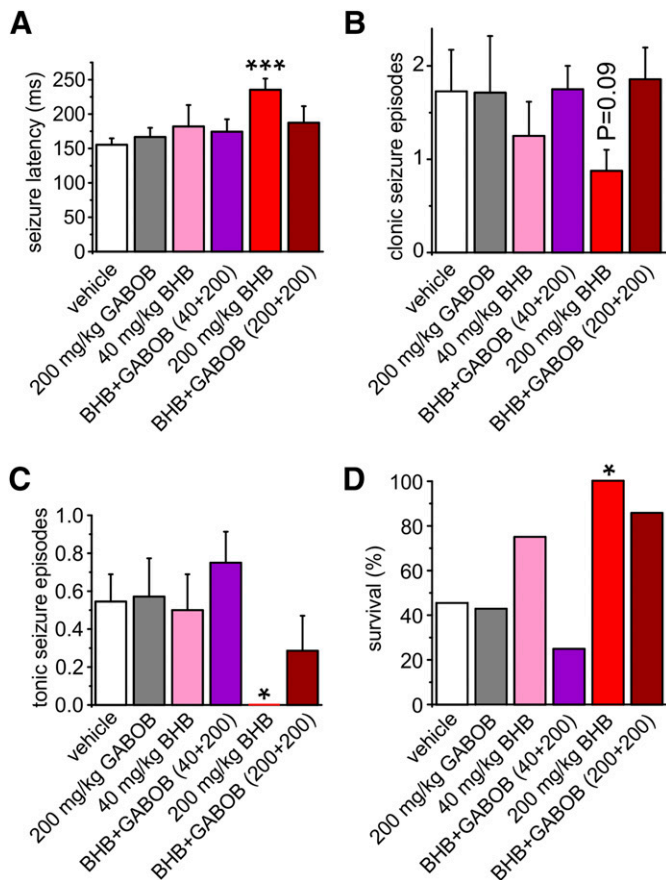 A
seizure latency (ms)
250
200
150
100
50
0
***
vehicle
200 mg/kg GABOB
40 mg/kg BHB
BHB+GABOB (40+200)
200 mg/kg BHB
BHB+GABOB (200+200)
B
clonic seizure episodes
2
1
0
P=0.09
vehicle
200 mg/kg GABOB
40 mg/kg BHB
BHB+GABOB (40+200)
200 mg/kg BHB
BHB+GABOB (200+200)
C
tonic seizure episodes
1.0
0.8
0.6
0.4
0.2
0.0
*
vehicle
200 mg/kg GABOB
40 mg/kg BHB
BHB+GABOB (40+200)
200 mg/kg BHB
BHB+GABOB (200+200)
D
survival (%)
100
80
60
40
20
0
*
vehicle
200 mg/kg GABOB
40 mg/kg BHB
BHB+GABOB (40+200)
200 mg/kg BHB
BHB+GABOB (200+200)